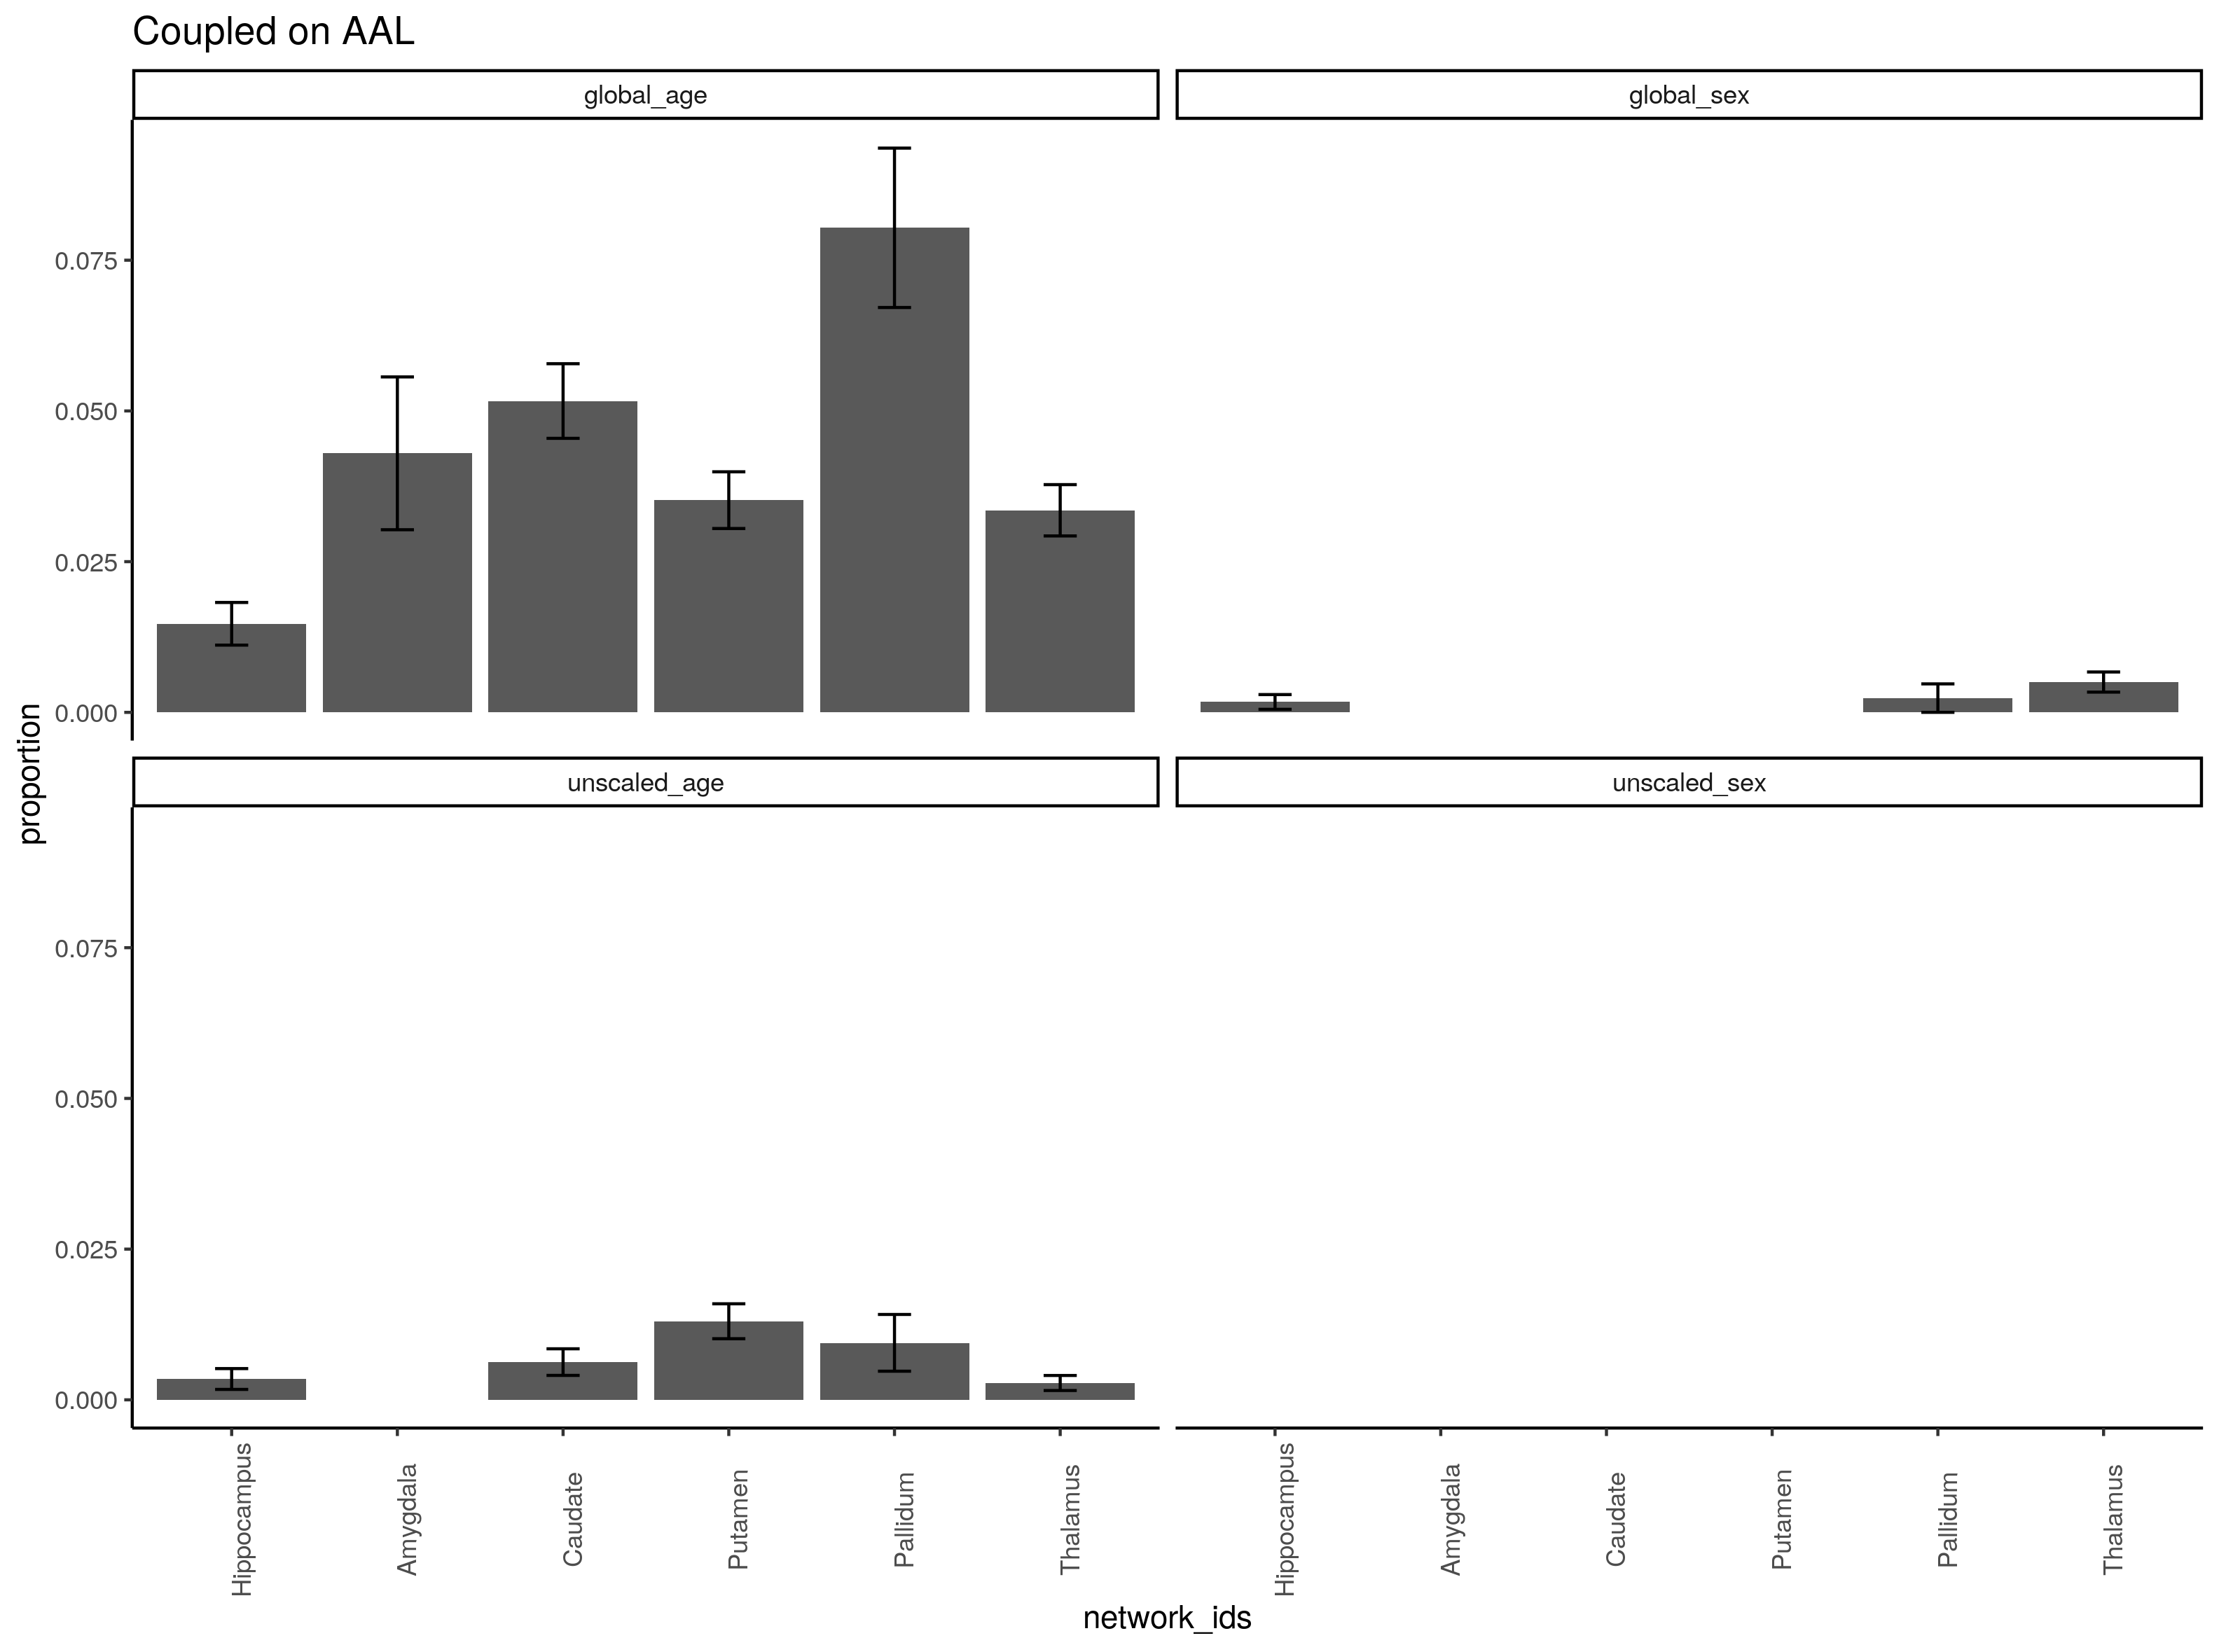 Coupled on AAL
global_age
global_sex
0.075
0.050
0.025
0.000
proportion
unscaled_age
unscaled_sex
0.075
0.050
0.025
0.000
Hippocampus
Amygdala
Caudate
Putamen
Pallidum
Thalamus
Hippocampus
Amygdala
Caudate
Putamen
Pallidum
Thalamus
network_ids